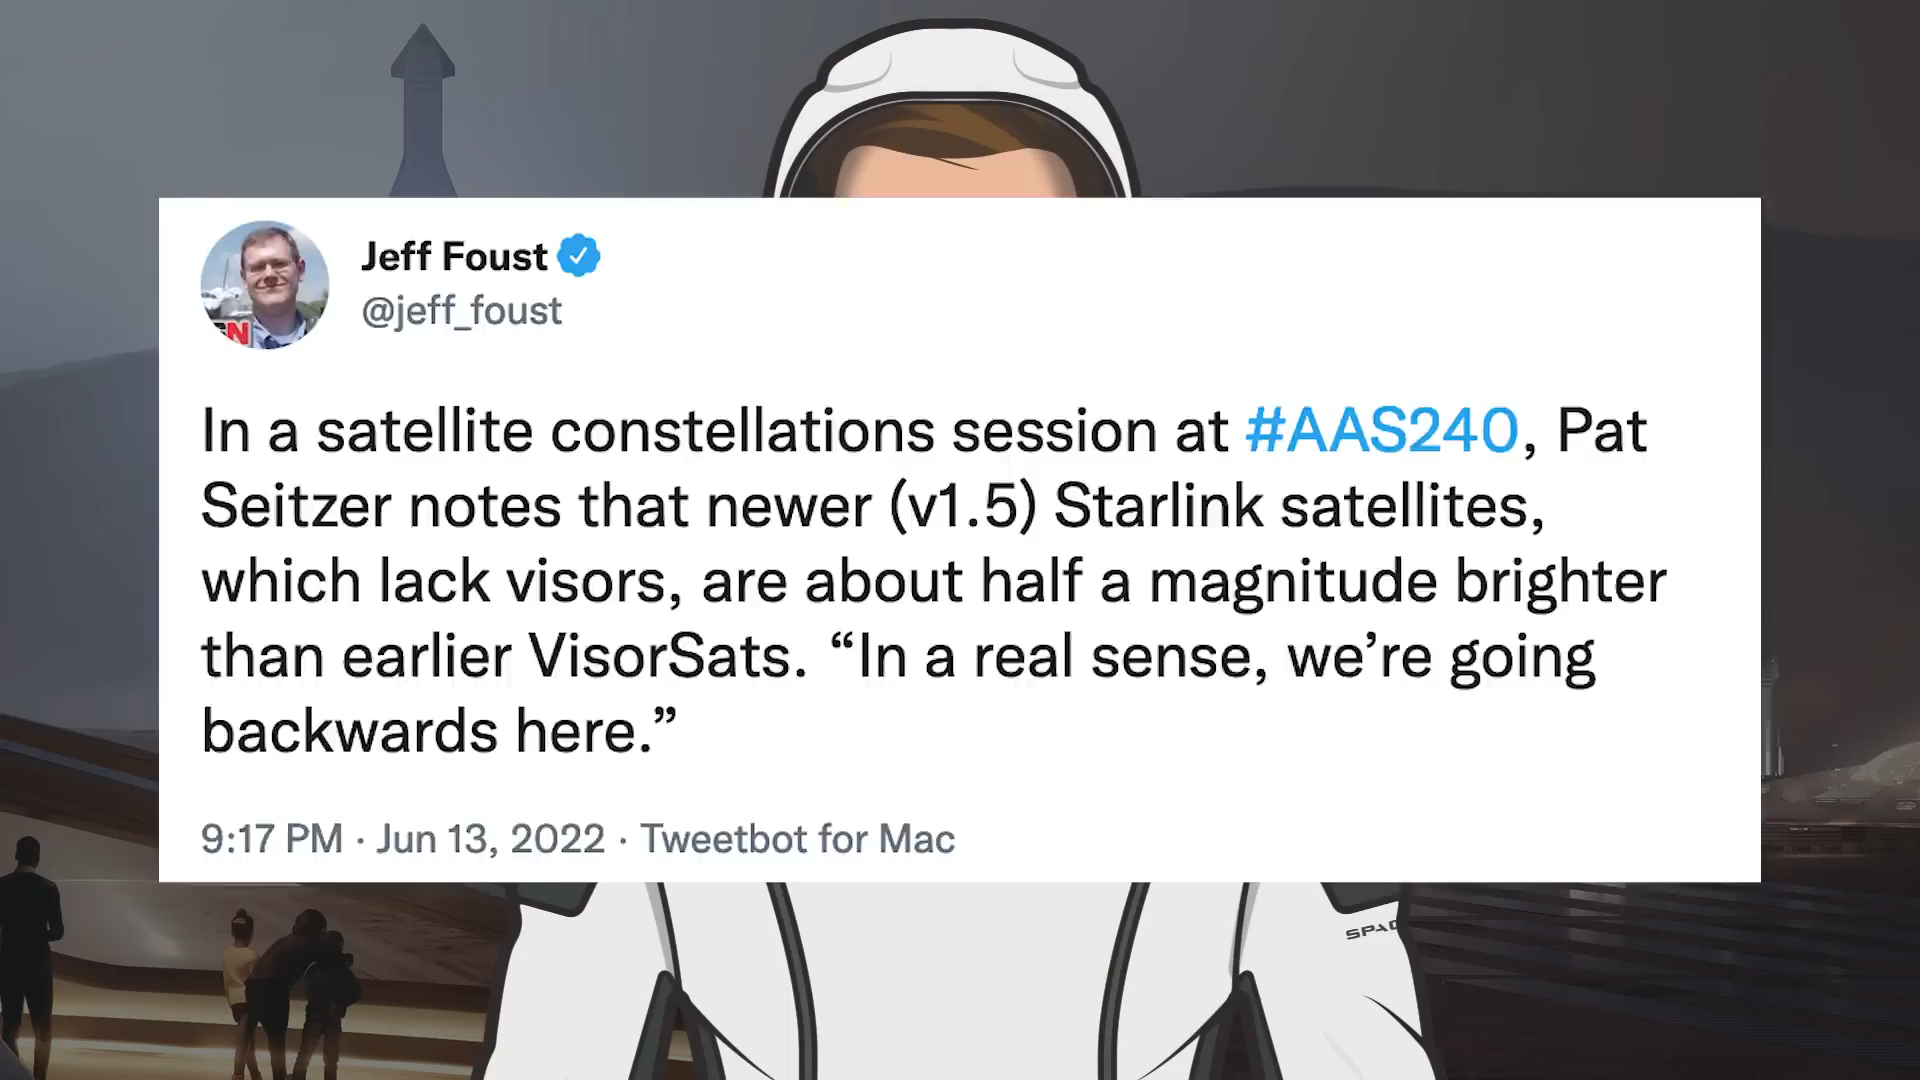 Jeff Foust
@jeff_foust
In a satellite constellations session at #AAS240, Pat
Seitzer notes that newer (v1.5) Starlink satellites,
which lack visors, are about half a magnitude brighter
than earlier VisorSats. “In a real sense, we’re going
backwards here.”
9:17 PM · Jun 13, 2022 · Tweetbot for Mac
SPAC